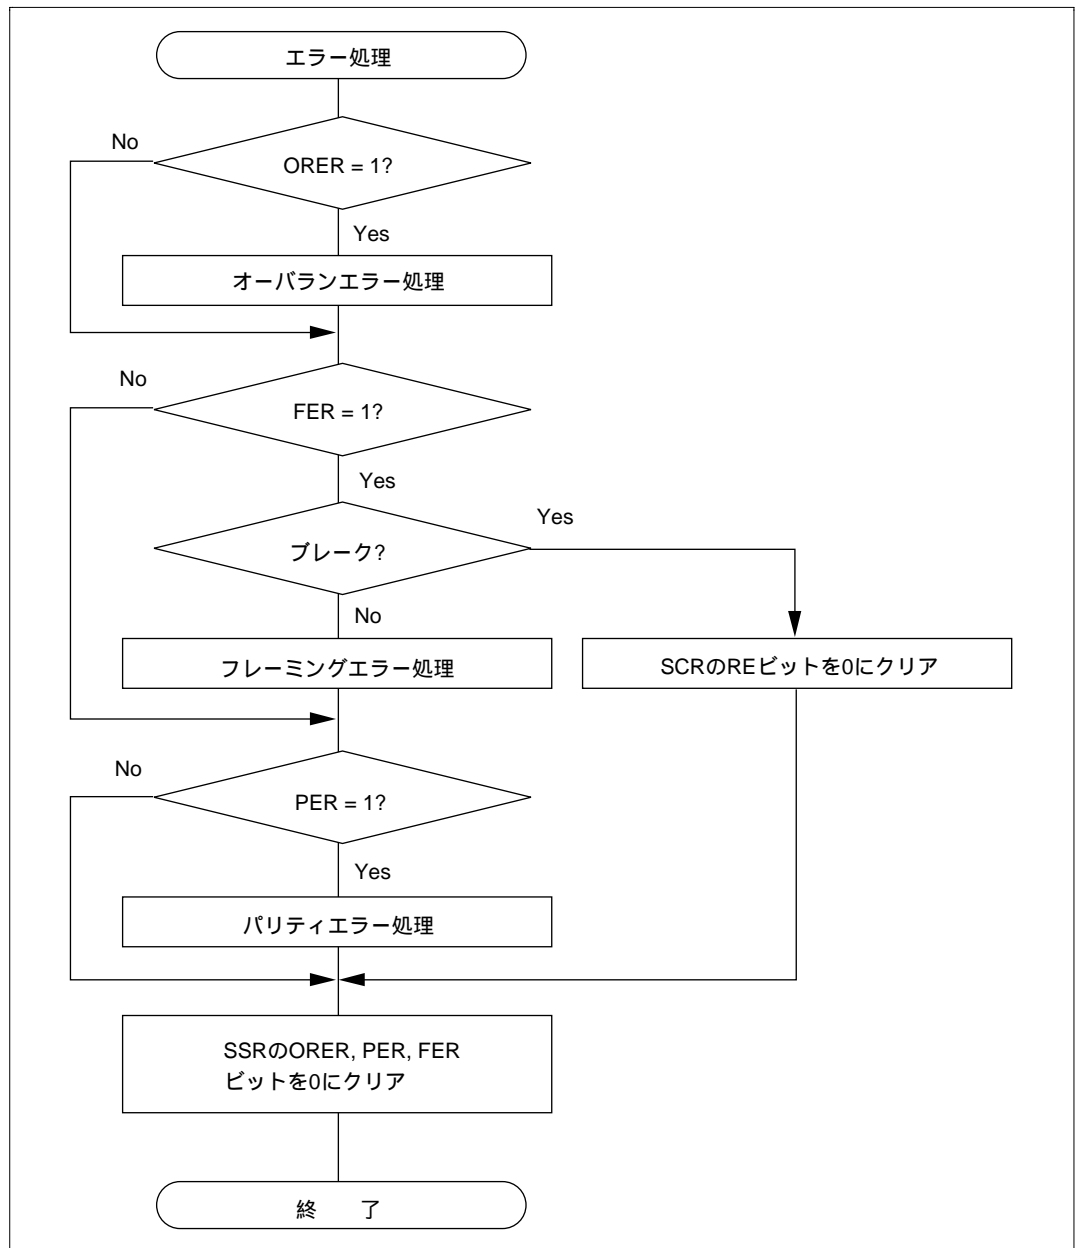 エラー処理
No
ORER = 1?
Yes
オーバランエラー処理
No
FER = 1?
Yes
Yes
ブレーク?
No
フレーミングエラー処理
SCRのREビットを0にクリア
No
PER = 1?
Yes
パリティエラー処理
SSRのORER, PER, FER
ビットを0にクリア
終　　了